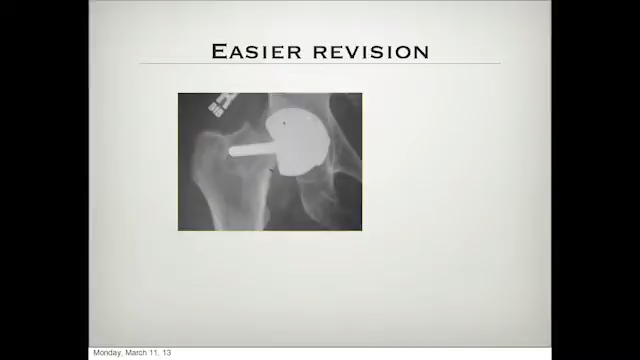 Easier revision
Monday, March 11, 13